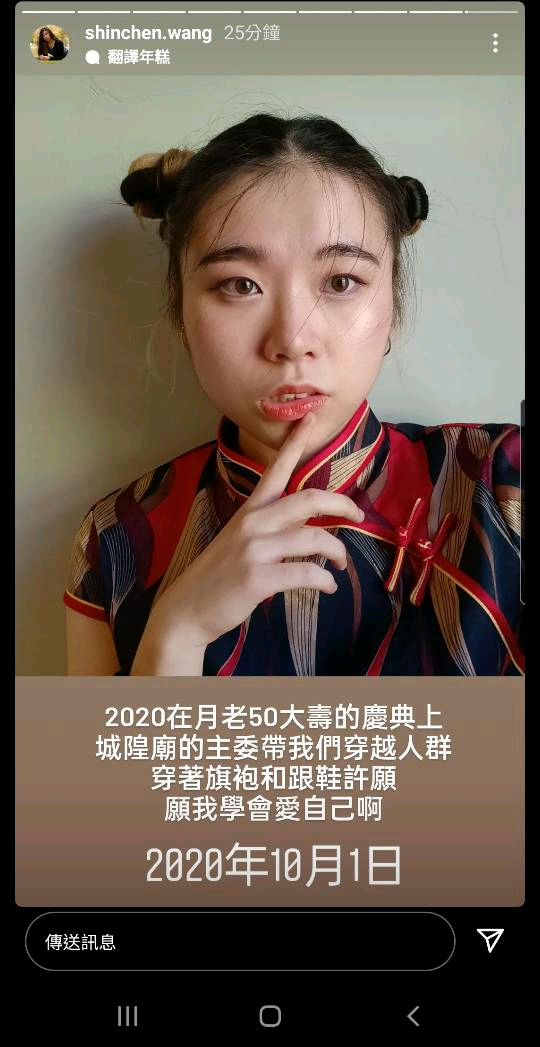 shinchen.wang 25分鐘
翻譯年糕
2020在月老50大壽的慶典上
城隍廟的主委帶我們穿越人群
穿著旗袍和跟鞋許願
願我學會愛自己啊
2020年10月1日
傳送訊息